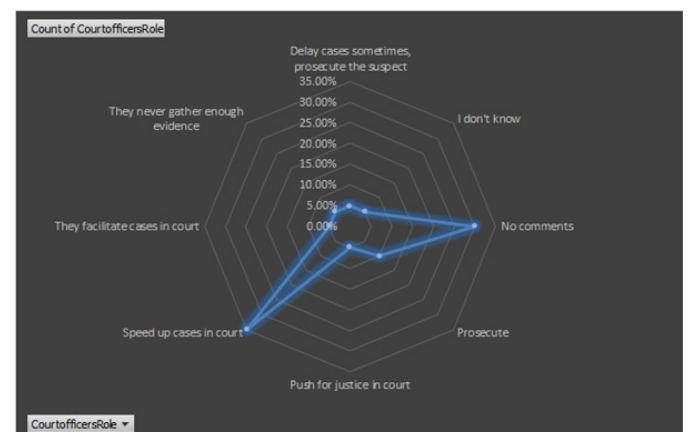 Count of CourtofficersRole
Delay cases sometimes,
prosecute the suspect
35.00%
30.00%
25.00%
20.00%
15.00%
10.00%
5.00%
0.00%
I don't know
No comments
Prosecute
Push for justice in court
Speed up cases in court
They facilitate cases in court
They never gather enough
evidence
CourtofficersRole